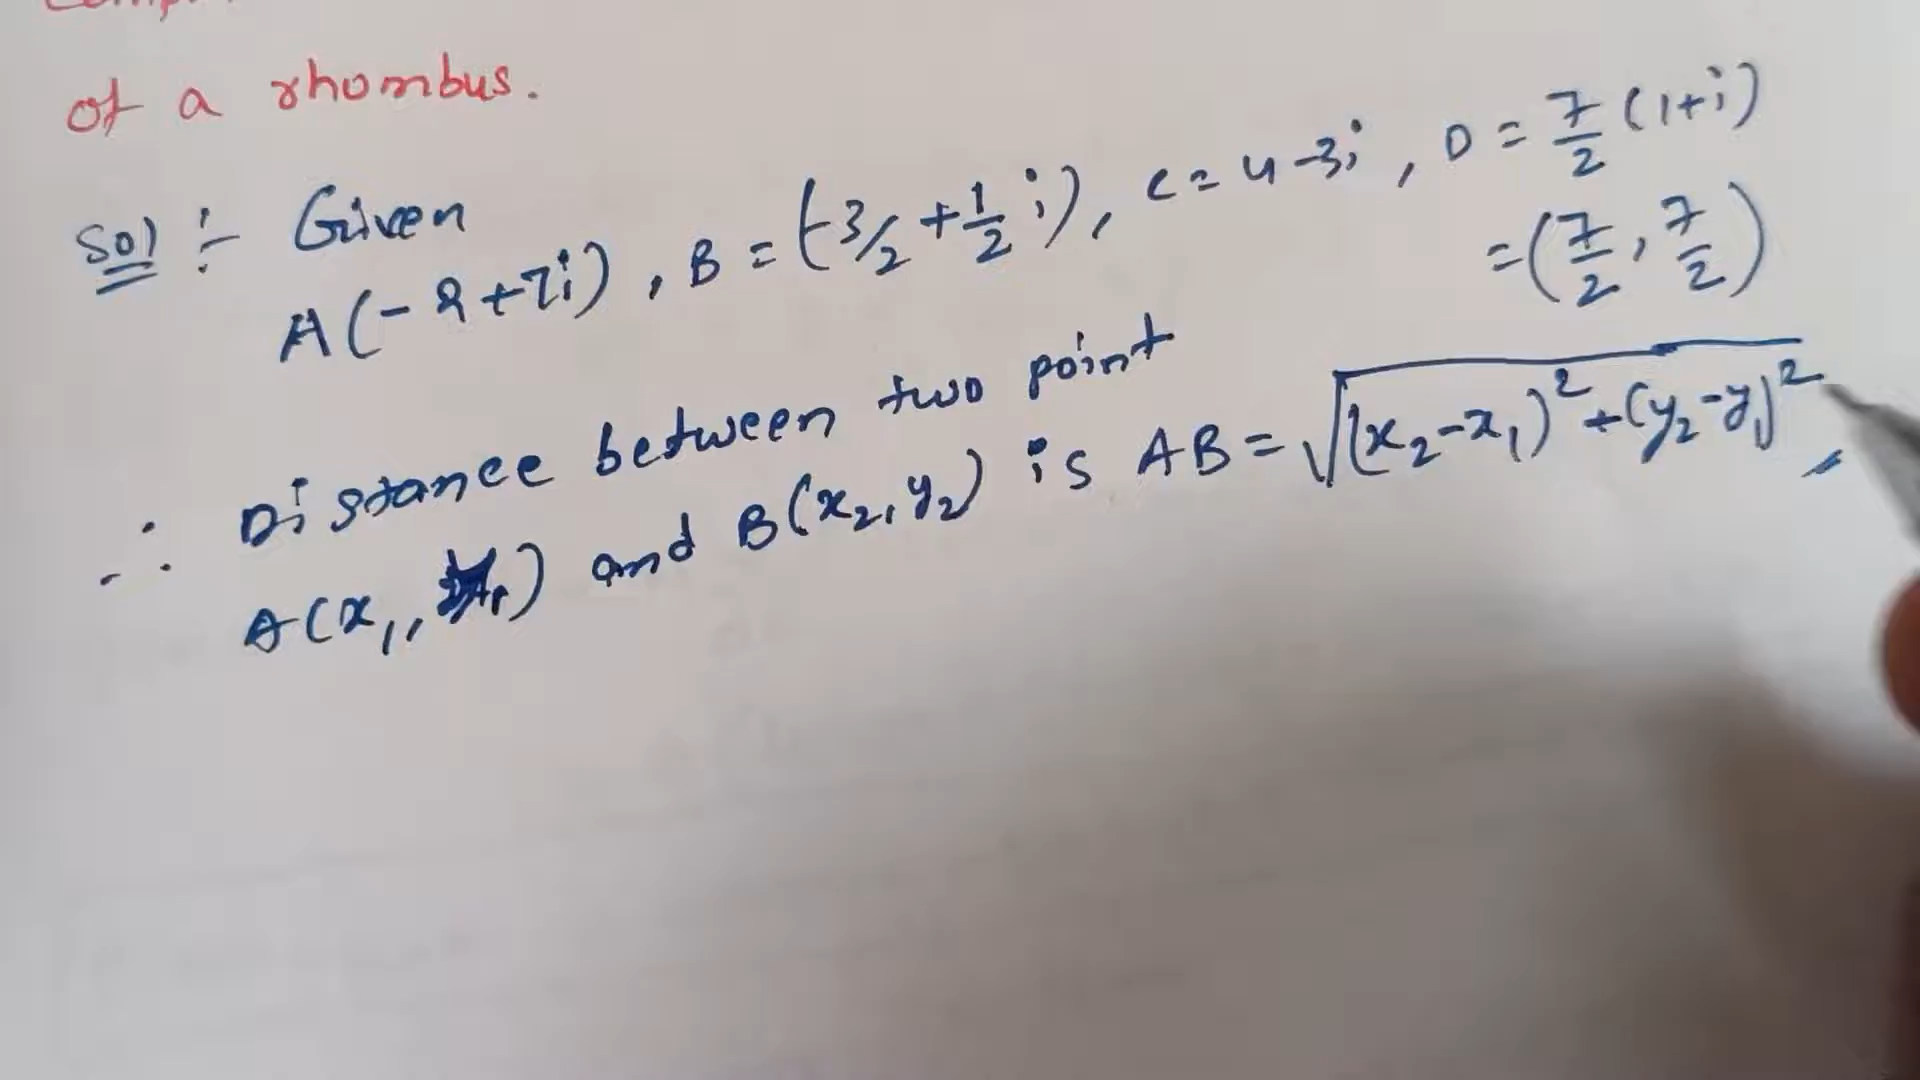 of a rhombus.
Sol :- Given
A(-2+7i), B = (-3/2 + 1/2 i), c = 4-3i, D = 7/2 (1+i)
= (7/2, 7/2)
∴ Distance between two point
A(x₁, y₁) and B(x₂, y₂) is AB = √(x₂-x₁)²+(y₂-y₁)²